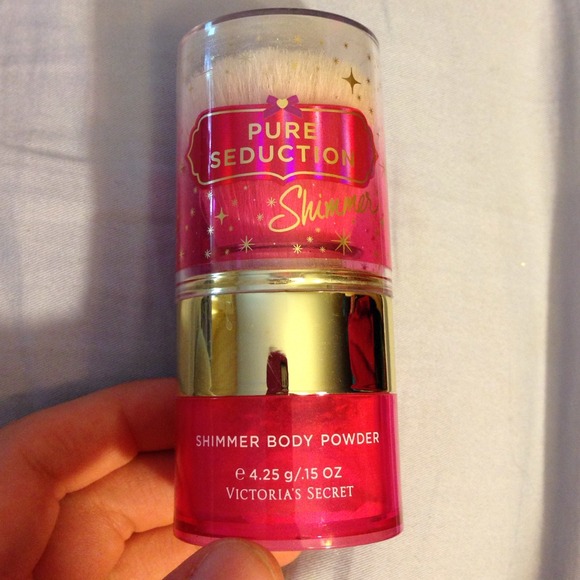 PURE
SEDUCTION
Shimmer
SHIMMER BODY POWDER
℮ 4.25 g/.15 OZ
VICTORIA'S SECRET